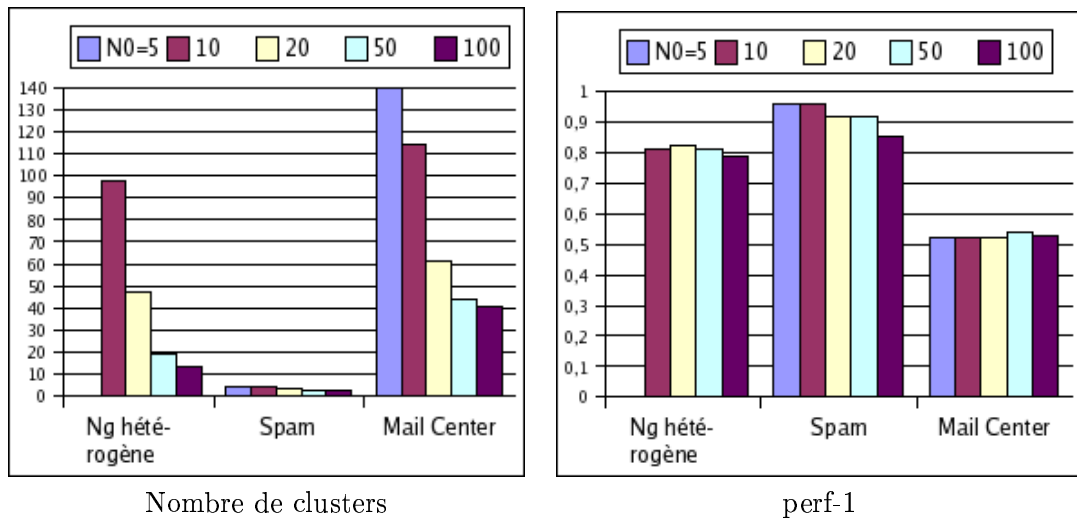 N0=5 10 20 50 100
140
130
120
110
100
90
80
70
60
50
40
30
20
10
0
Ng hété-
rogène
Spam
Mail Center
Nombre de clusters
N0=5 10 20 50 100
1
0,9
0,8
0,7
0,6
0,5
0,4
0,3
0,2
0,1
0
Ng hété-
rogène
Spam
Mail Center
perf-1